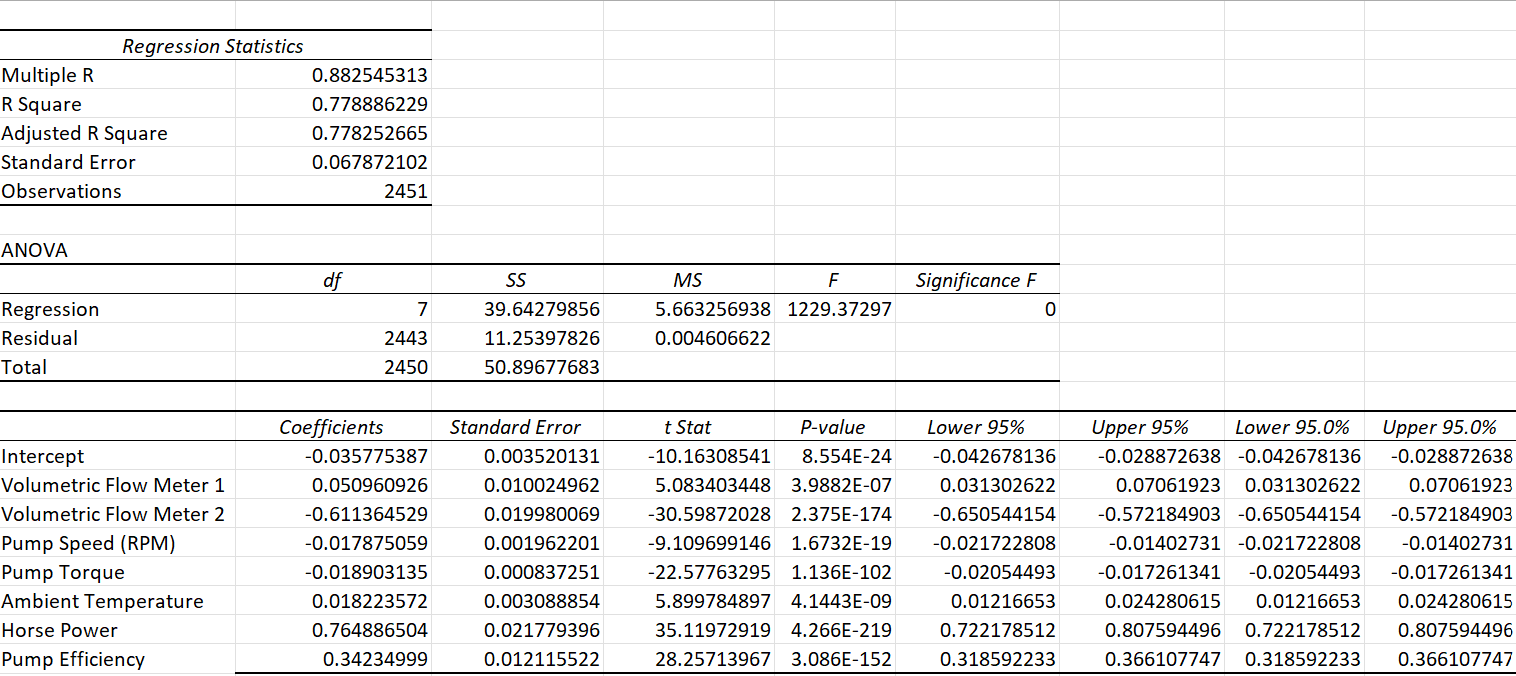 Regression Statistics
Multiple R 0.882545313
R Square 0.778886229
Adjusted R Square 0.778252665
Standard Error 0.067872102
Observations 2451
ANOVA
df SS MS F Significance F
Regression 7 39.64279856 5.663256938 1229.37297 0
Residual 2443 11.25397826 0.004606622
Total 2450 50.89677683
Coefficients Standard Error t Stat P-value Lower 95% Upper 95% Lower 95.0% Upper 95.0%
Intercept -0.035775387 0.003520131 -10.16308541 8.554E-24 -0.042678136 -0.028872638 -0.042678136 -0.028872638
Volumetric Flow Meter 1 0.050960926 0.010024962 5.083403448 3.9882E-07 0.031302622 0.07061923 0.031302622 0.07061923
Volumetric Flow Meter 2 -0.611364529 0.019980069 -30.59872028 2.375E-174 -0.650544154 -0.572184903 -0.650544154 -0.572184903
Pump Speed (RPM) -0.017875059 0.001962201 -9.109699146 1.6732E-19 -0.021722808 -0.01402731 -0.021722808 -0.01402731
Pump Torque -0.018903135 0.000837251 -22.57763295 1.136E-102 -0.02054493 -0.017261341 -0.02054493 -0.017261341
Ambient Temperature 0.018223572 0.003088854 5.899784897 4.1443E-09 0.01216653 0.024280615 0.01216653 0.024280615
Horse Power 0.764886504 0.021779396 35.11972919 4.266E-219 0.722178512 0.807594496 0.722178512 0.807594496
Pump Efficiency 0.34234999 0.012115522 28.25713967 3.086E-152 0.318592233 0.366107747 0.318592233 0.366107747